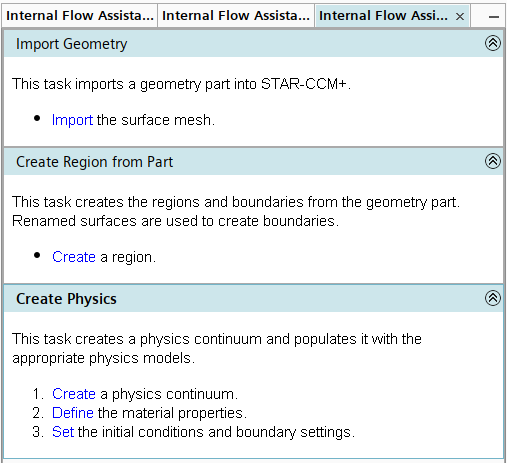 Internal Flow Assista... Internal Flow Assista... Internal Flow Assi... ×
Import Geometry
This task imports a geometry part into STAR-CCM+.
• Import the surface mesh.
Create Region from Part
This task creates the regions and boundaries from the geometry part.
Renamed surfaces are used to create boundaries.
• Create a region.
Create Physics
This task creates a physics continuum and populates it with the
appropriate physics models.
1. Create a physics continuum.
2. Define the material properties.
3. Set the initial conditions and boundary settings.